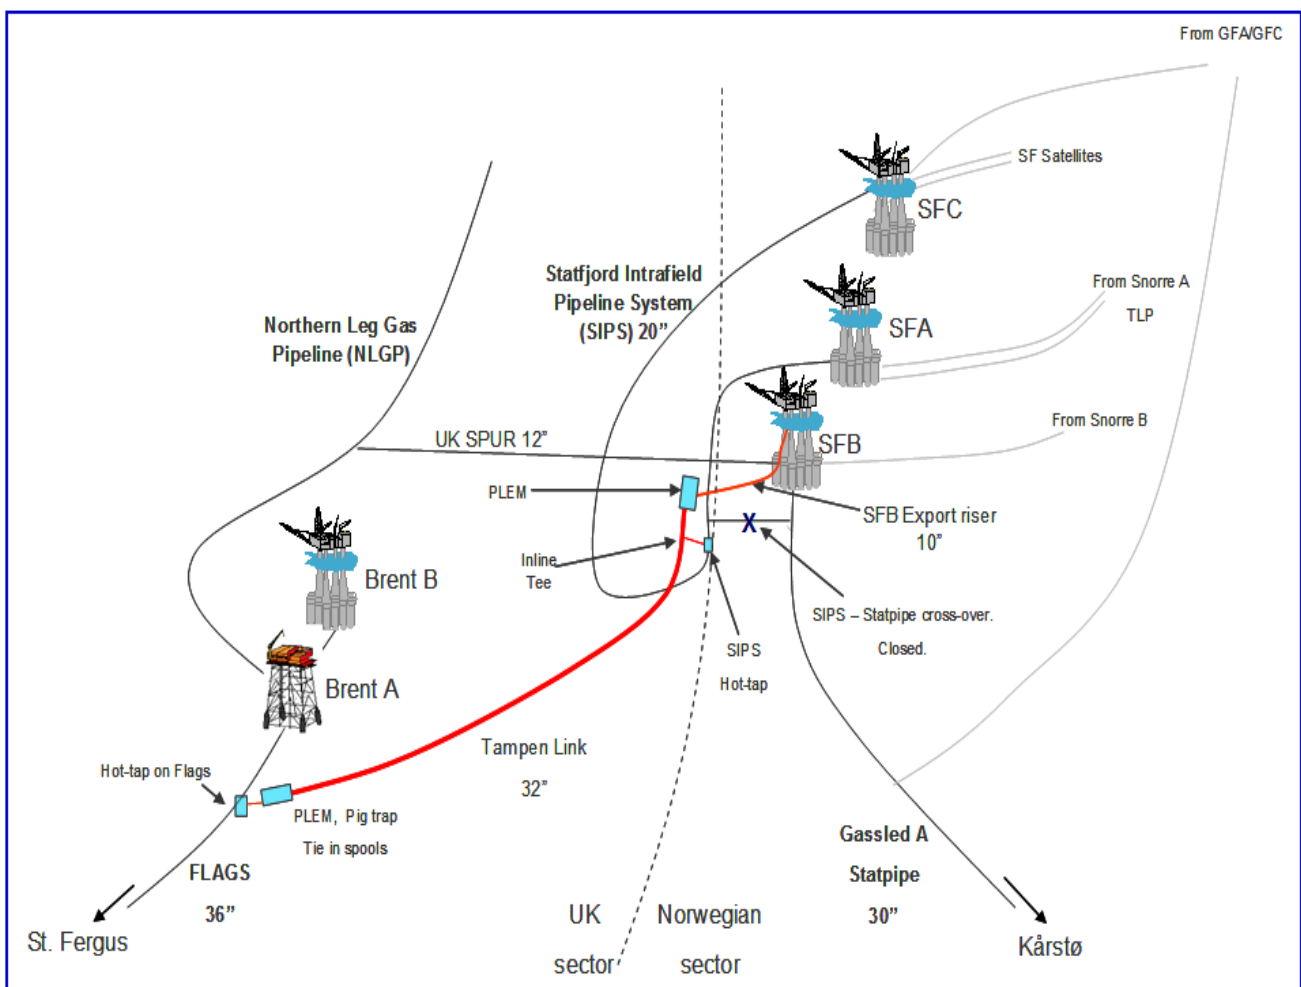 From GFA/GFC
SF Satellites
SFC
Statfjord Intrafield
Pipeline System
(SIPS) 20”
From Snorre A
TLP
SFA
Northern Leg Gas
Pipeline (NLGP)
From Snorre B
UK SPUR 12”
SFB
PLEM
SFB Export riser
10”
X
Inline
Tee
Brent B
SIPS – Statpipe cross-over.
Closed.
SIPS
Hot-tap
Brent A
Tampen Link
32”
Hot-tap on Flags
PLEM, Pig trap
Tie in spools
Gassled A
Statpipe
30”
FLAGS
36”
UK
sector
Norwegian
sector
St. Fergus
Kårstø